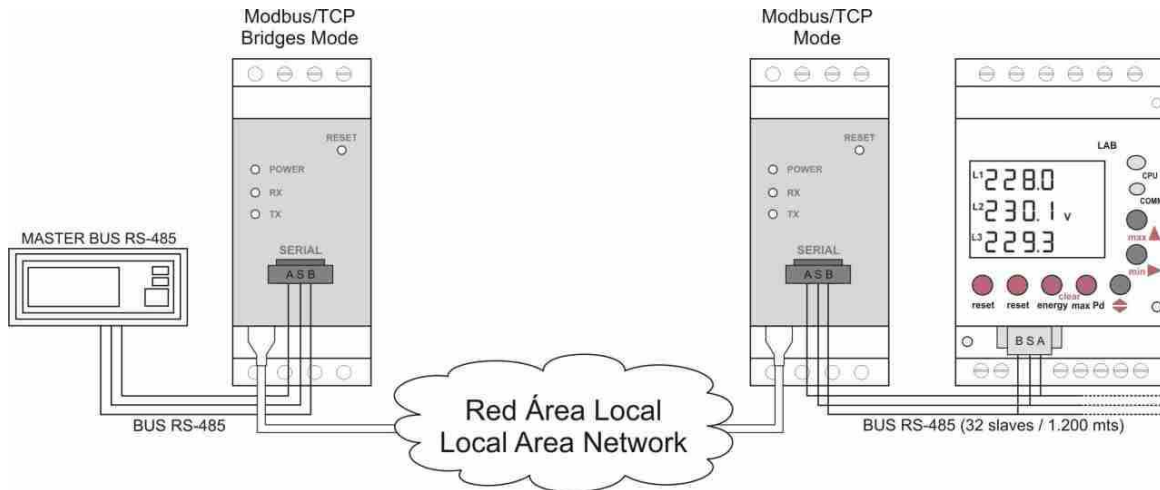 Modbus/TCP
Bridges Mode
RESET
POWER
RX
TX
SERIAL
A S B
MASTER BUS RS-485
BUS RS-485
Red Área Local
Local Area Network
Modbus/TCP
Mode
RESET
POWER
RX
TX
SERIAL
A S B
LAB
CPU
COMM
L1 228.0
L2 230.1 v
L3 229.3
max
min
clear
reset reset energy max Pd
B S A
BUS RS-485 (32 slaves / 1.200 mts)